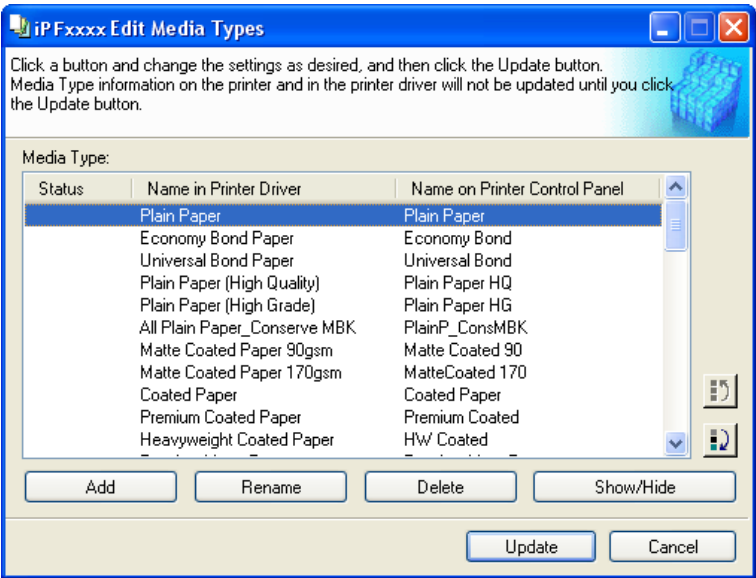 iPFxxxx Edit Media Types
Click a button and change the settings as desired, and then click the Update button.
Media Type information on the printer and in the printer driver will not be updated until you click
the Update button.
Media Type:
Status Name in Printer Driver Name on Printer Control Panel
Plain Paper Plain Paper
Economy Bond Paper Economy Bond
Universal Bond Paper Universal Bond
Plain Paper (High Quality) Plain Paper HQ
Plain Paper (High Grade) Plain Paper HG
All Plain Paper_Conserve MBK PlainP_ConsMBK
Matte Coated Paper 90gsm Matte Coated 90
Matte Coated Paper 170gsm MatteCoated 170
Coated Paper Coated Paper
Premium Coated Paper Premium Coated
Heavyweight Coated Paper HW Coated
Add Rename Delete Show/Hide
Update Cancel